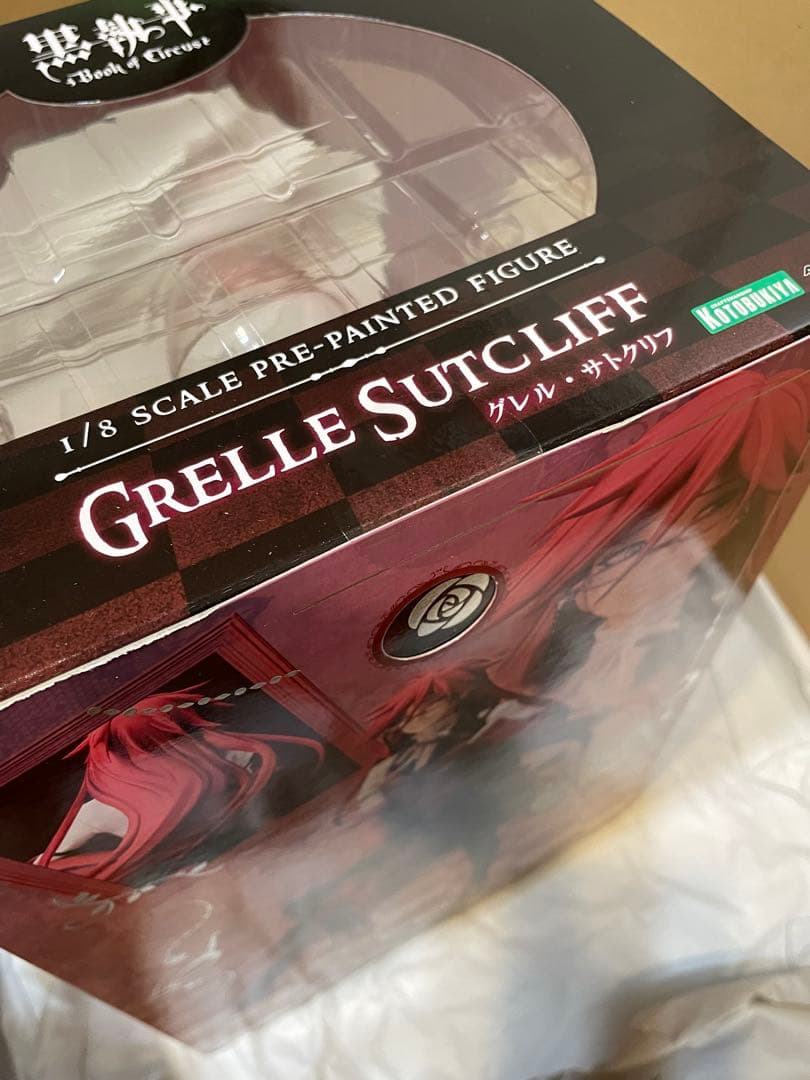 黒執事
Book of Circus
1/8 SCALE PRE-PAINTED FIGURE
GRELLE SUTCLIFF
グレル・サトクリフ
CRAFTSMANSHIP
KOTOBUKIYA